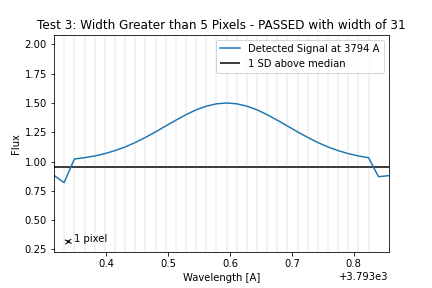 Test 3: Width Greater than 5 Pixels - PASSED with width of 31
Detected Signal at 3794 A
1 SD above median
2.00
1.75
1.50
1.25
1.00
0.75
0.50
0.25
Flux
1 pixel
0.4 0.5 0.6 0.7 0.8
Wavelength [A]
+3.793e3